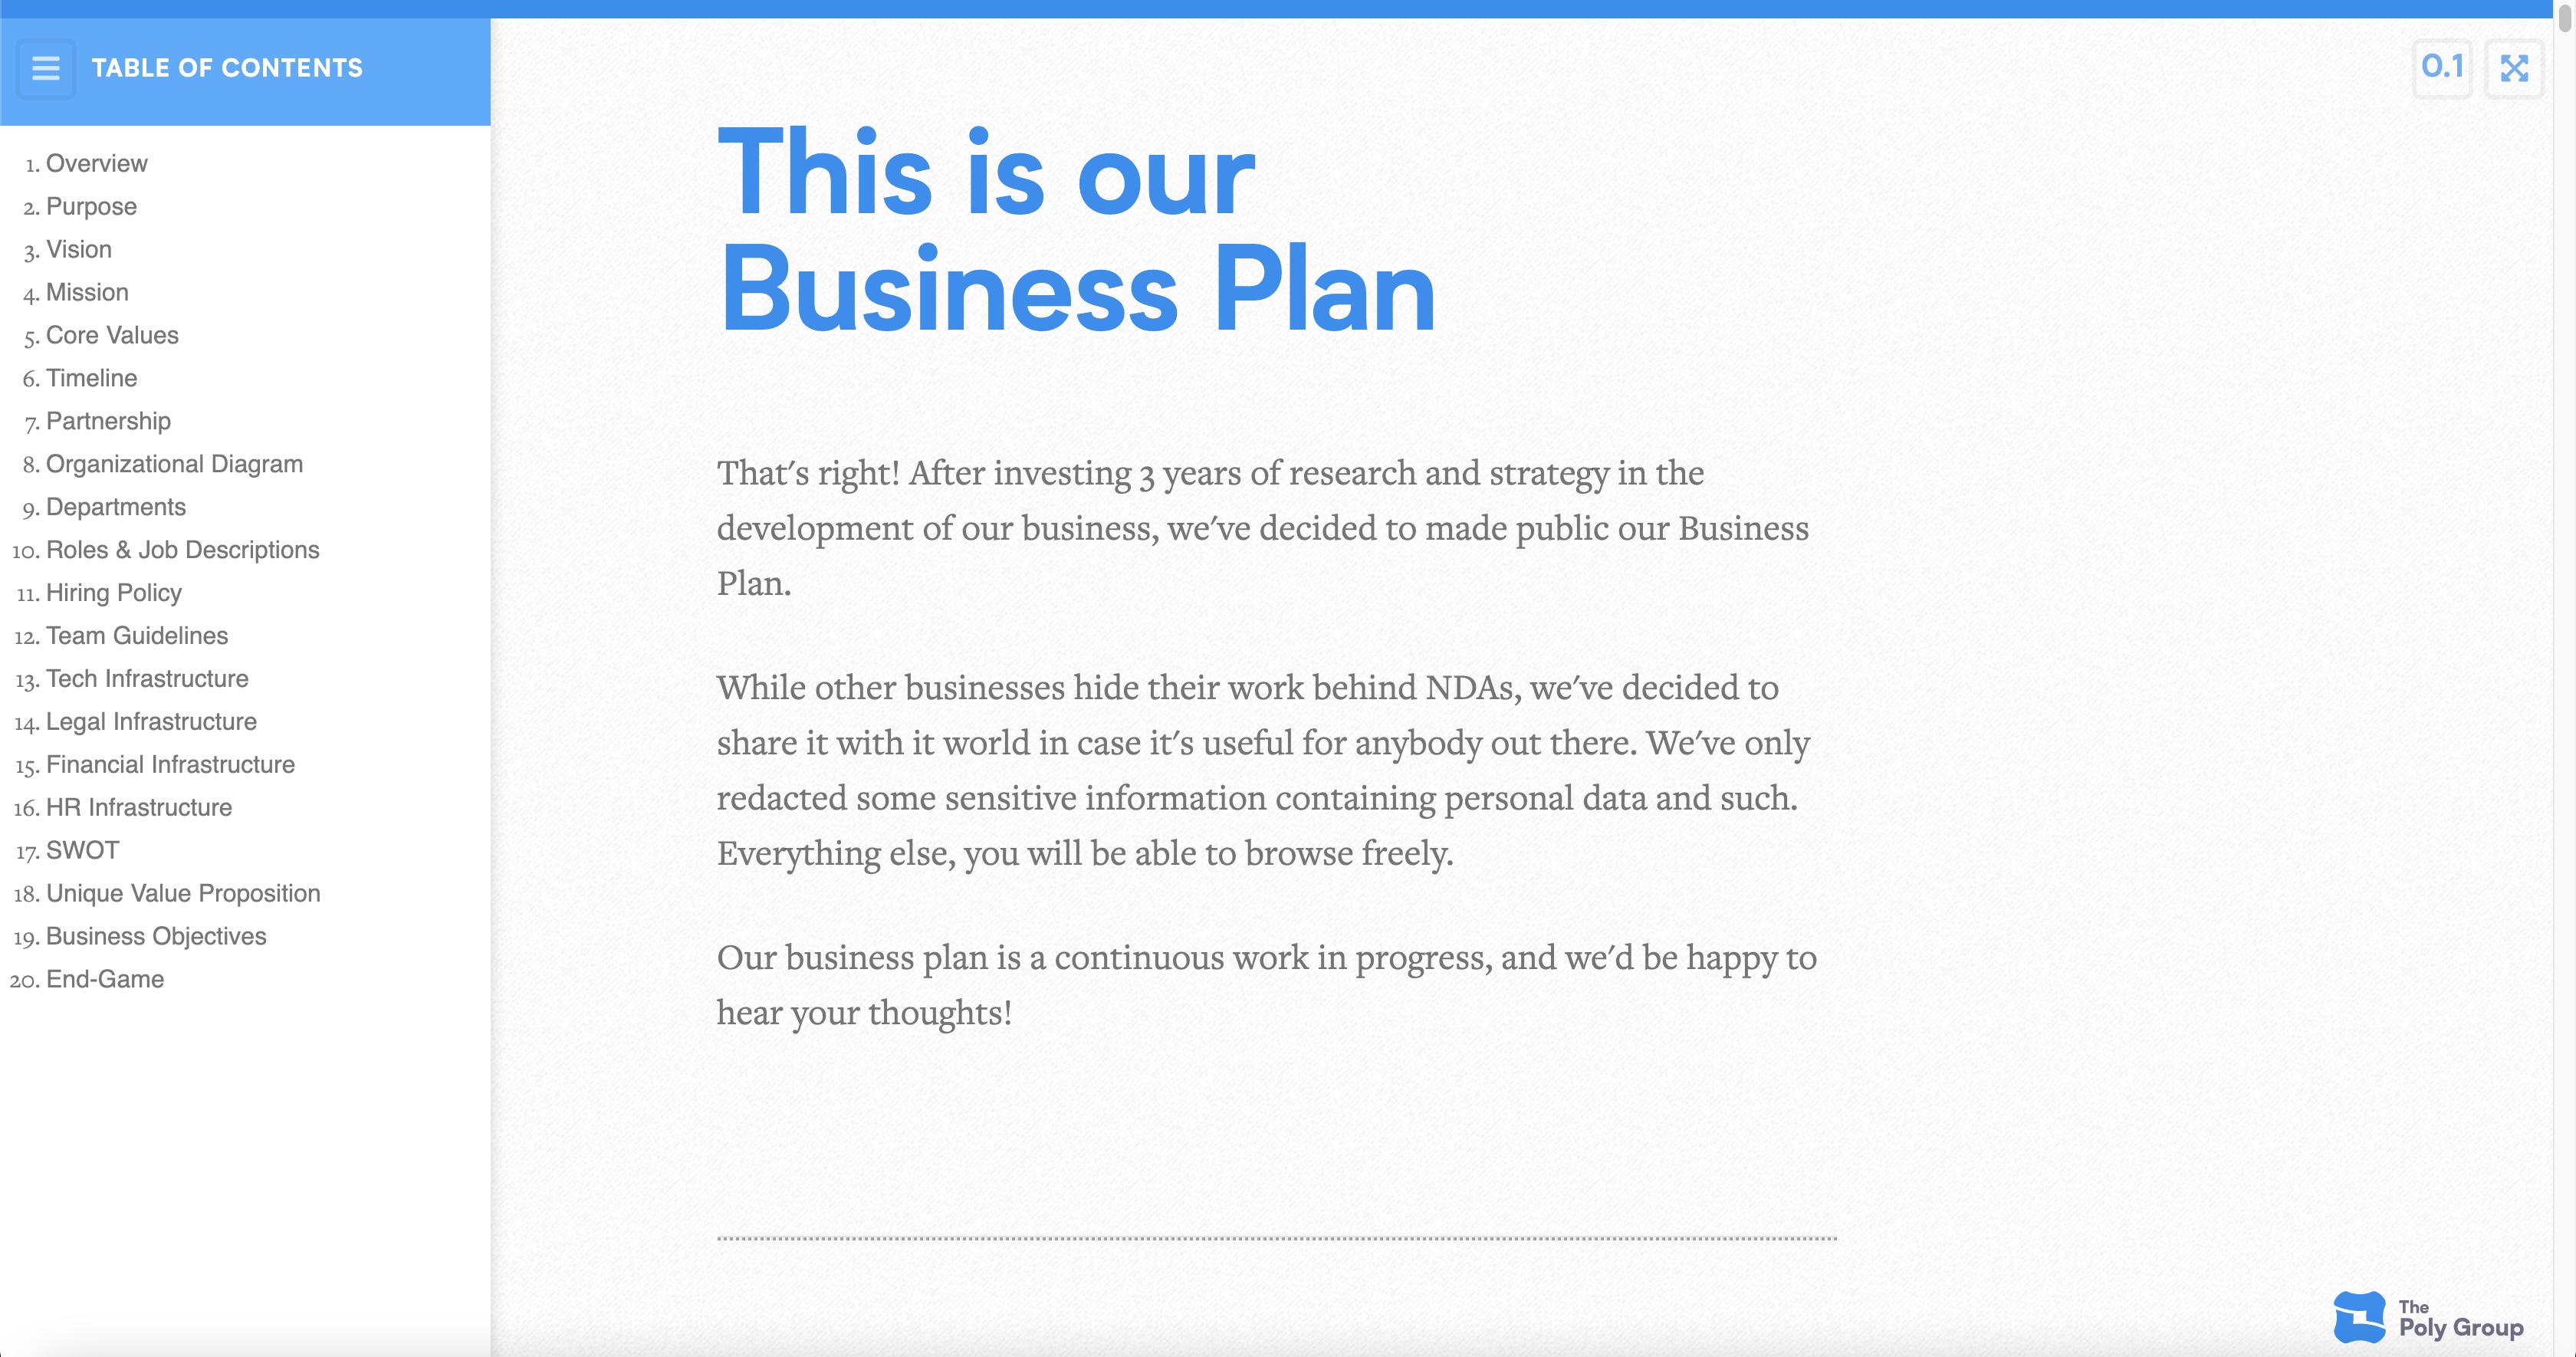 TABLE OF CONTENTS
1. Overview
2. Purpose
3. Vision
4. Mission
5. Core Values
6. Timeline
7. Partnership
8. Organizational Diagram
9. Departments
10. Roles & Job Descriptions
11. Hiring Policy
12. Team Guidelines
13. Tech Infrastructure
14. Legal Infrastructure
15. Financial Infrastructure
16. HR Infrastructure
17. SWOT
18. Unique Value Proposition
19. Business Objectives
20. End-Game
0.1
This is our
Business Plan
That's right! After investing 3 years of research and strategy in the
development of our business, we've decided to made public our Business
Plan.
While other businesses hide their work behind NDAs, we've decided to
share it with it world in case it's useful for anybody out there. We've only
redacted some sensitive information containing personal data and such.
Everything else, you will be able to browse freely.
Our business plan is a continuous work in progress, and we'd be happy to
hear your thoughts!
The
Poly Group